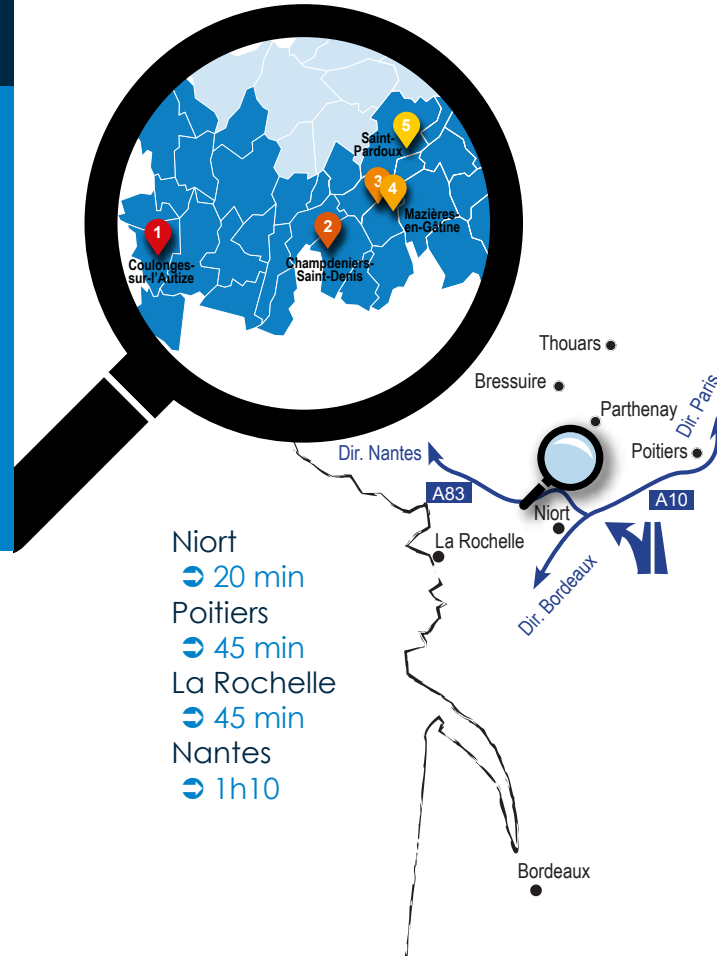 5
Saint-
Pardoux
3
4
Mazières-
en-Gâtine
1
2
Coulonges-
sur-l'Autize
Champdeniers-
Saint-Denis
Thouars
Bressuire
Parthenay
Dir. Paris
Dir. Nantes
Poitiers
A83
A10
Niort
La Rochelle
Dir. Bordeaux
Niort
➲ 20 min
Poitiers
➲ 45 min
La Rochelle
➲ 45 min
Nantes
➲ 1h10
Bordeaux